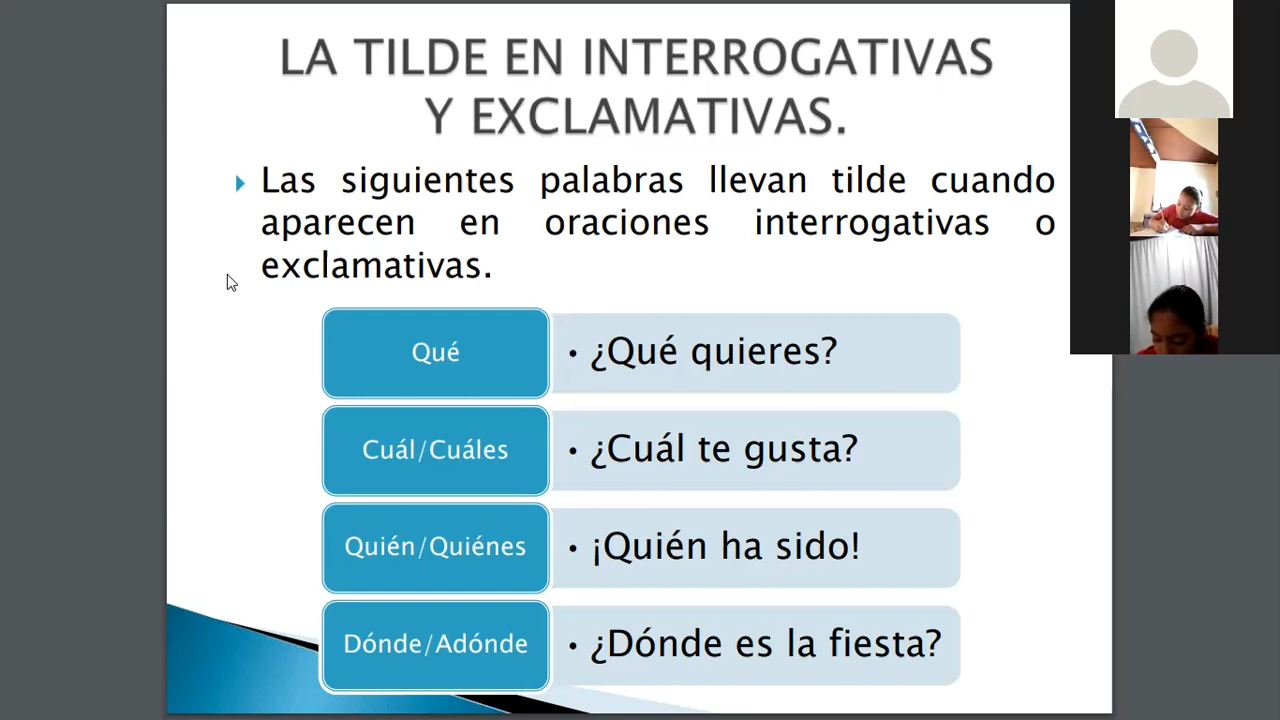 LA TILDE EN INTERROGATIVAS
Y EXCLAMATIVAS.
Las siguientes palabras llevan tilde cuando
aparecen en oraciones interrogativas o
exclamativas.
Qué
• ¿Qué quieres?
Cuál/Cuáles
• ¿Cuál te gusta?
Quién/Quiénes
• ¡Quién ha sido!
Dónde/Adónde
• ¿Dónde es la fiesta?